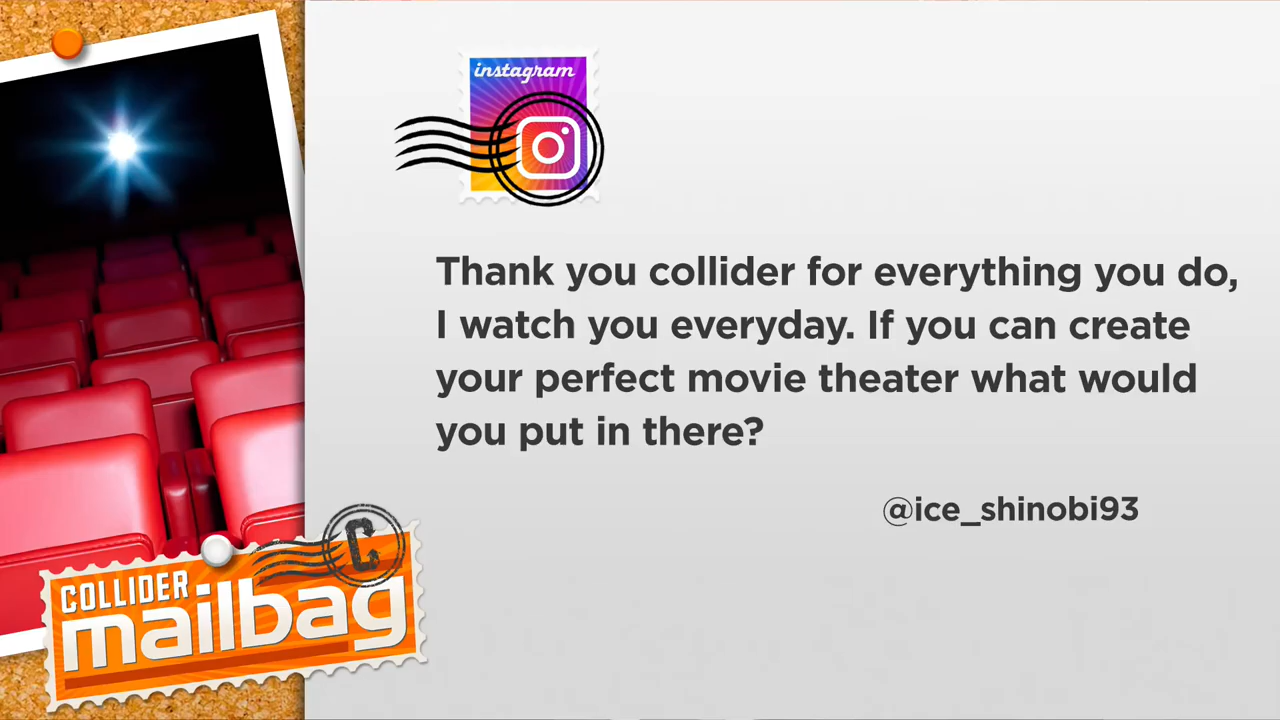 instagram
Thank you collider for everything you do,
I watch you everyday. If you can create
your perfect movie theater what would
you put in there?
@ice_shinobi93
C
COLLIDER
mailbag